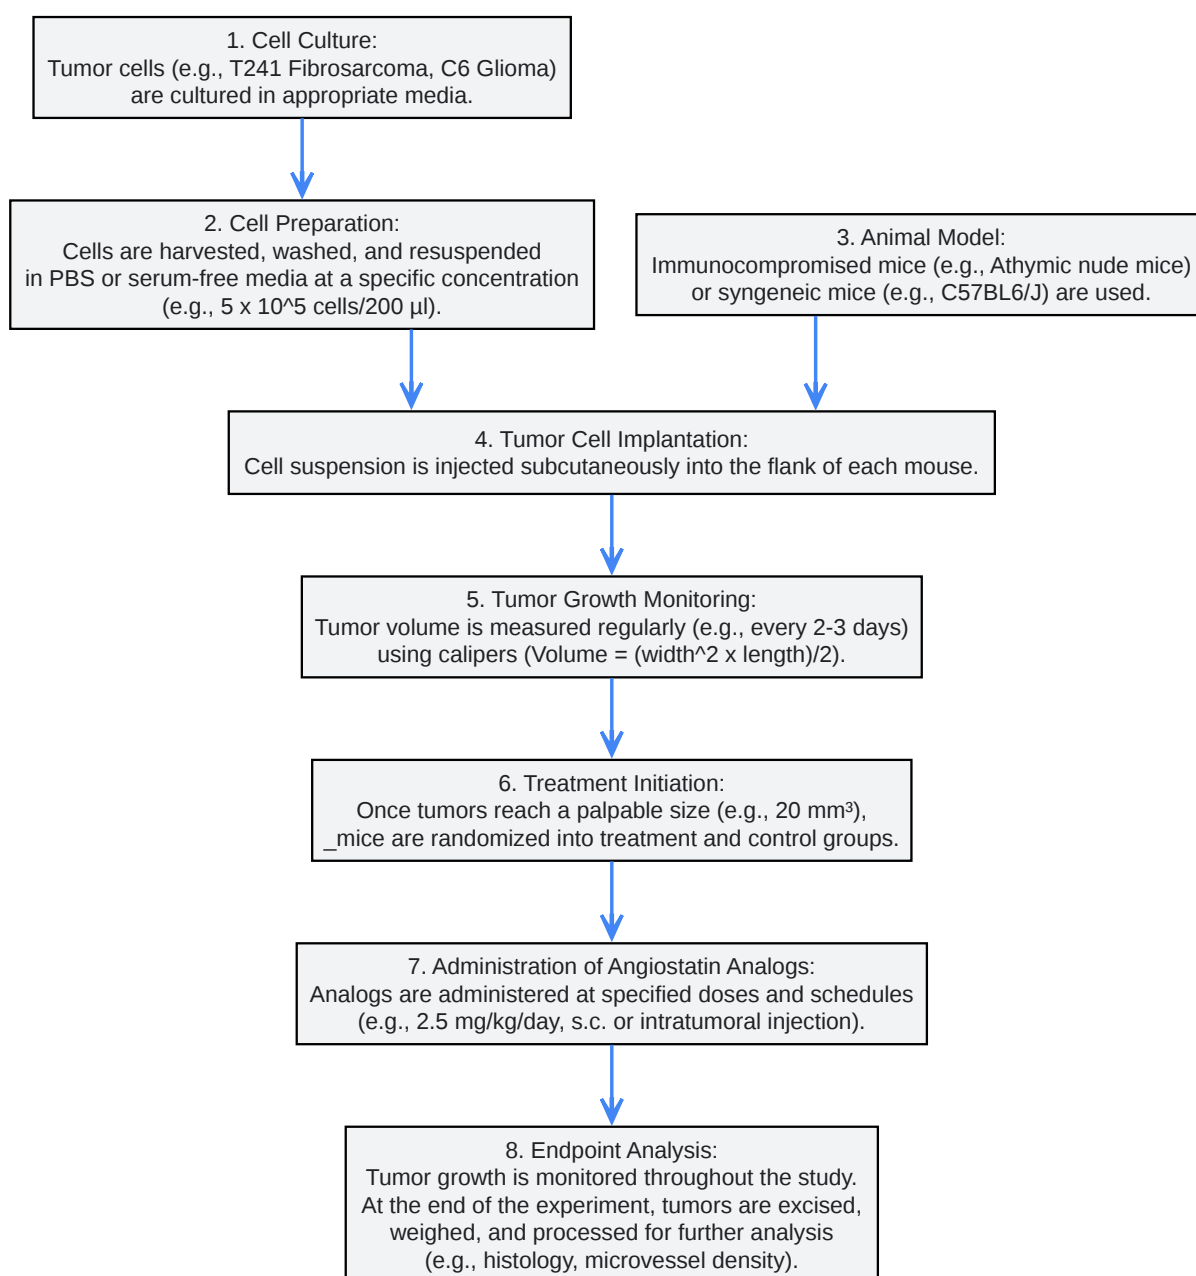 1. Cell Culture:
Tumor cells (e.g., T241 Fibrosarcoma, C6 Glioma)
are cultured in appropriate media.
2. Cell Preparation:
Cells are harvested, washed, and resuspended
in PBS or serum-free media at a specific concentration
(e.g., 5 x 10^5 cells/200 µl).
3. Animal Model:
Immunocompromised mice (e.g., Athymic nude mice)
or syngeneic mice (e.g., C57BL6/J) are used.
4. Tumor Cell Implantation:
Cell suspension is injected subcutaneously into the flank of each mouse.
5. Tumor Growth Monitoring:
Tumor volume is measured regularly (e.g., every 2-3 days)
using calipers (Volume = (width^2 x length)/2).
6. Treatment Initiation:
Once tumors reach a palpable size (e.g., 20 mm³),
_mice are randomized into treatment and control groups.
7. Administration of Angiostatin Analogs:
Analogs are administered at specified doses and schedules
(e.g., 2.5 mg/kg/day, s.c. or intratumoral injection).
8. Endpoint Analysis:
Tumor growth is monitored throughout the study.
At the end of the experiment, tumors are excised,
weighed, and processed for further analysis
(e.g., histology, microvessel density).